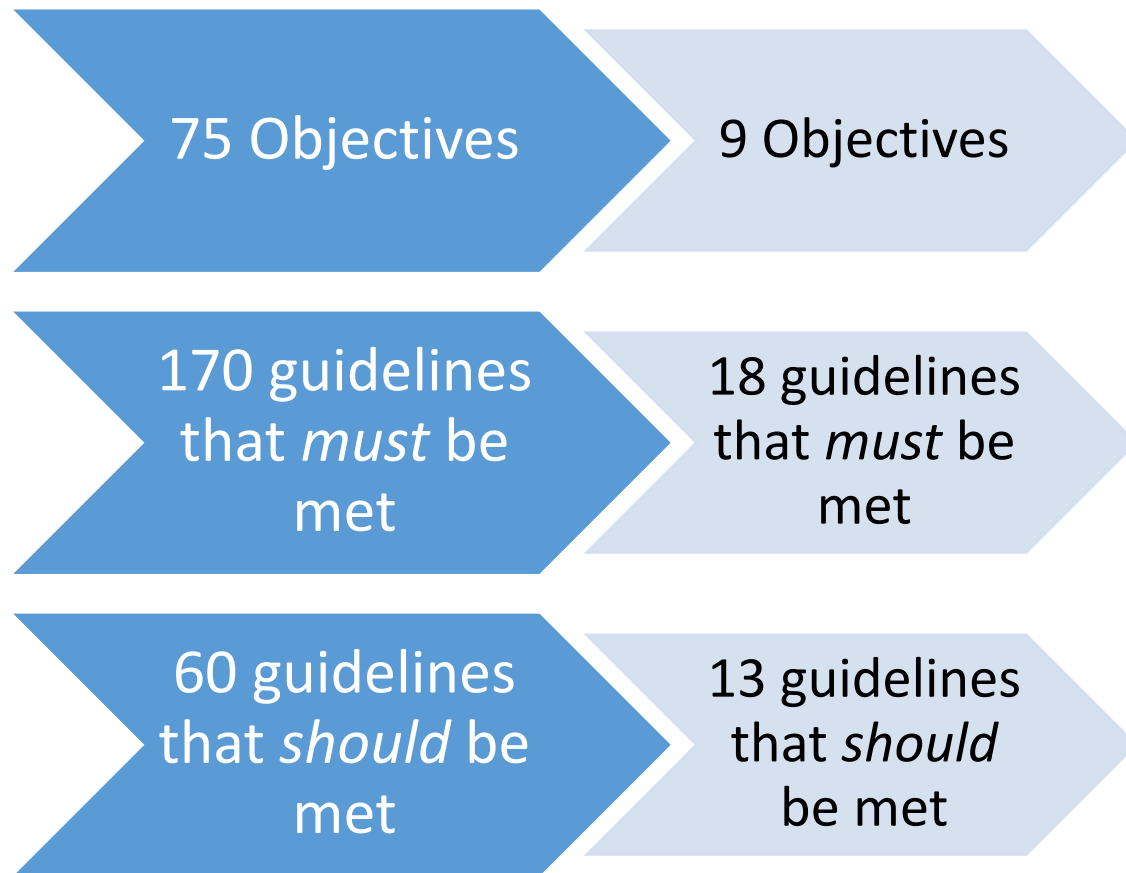 75 Objectives
9 Objectives
170 guidelines
that must be
met
18 guidelines
that must be
met
60 guidelines
that should be
met
13 guidelines
that should
be met